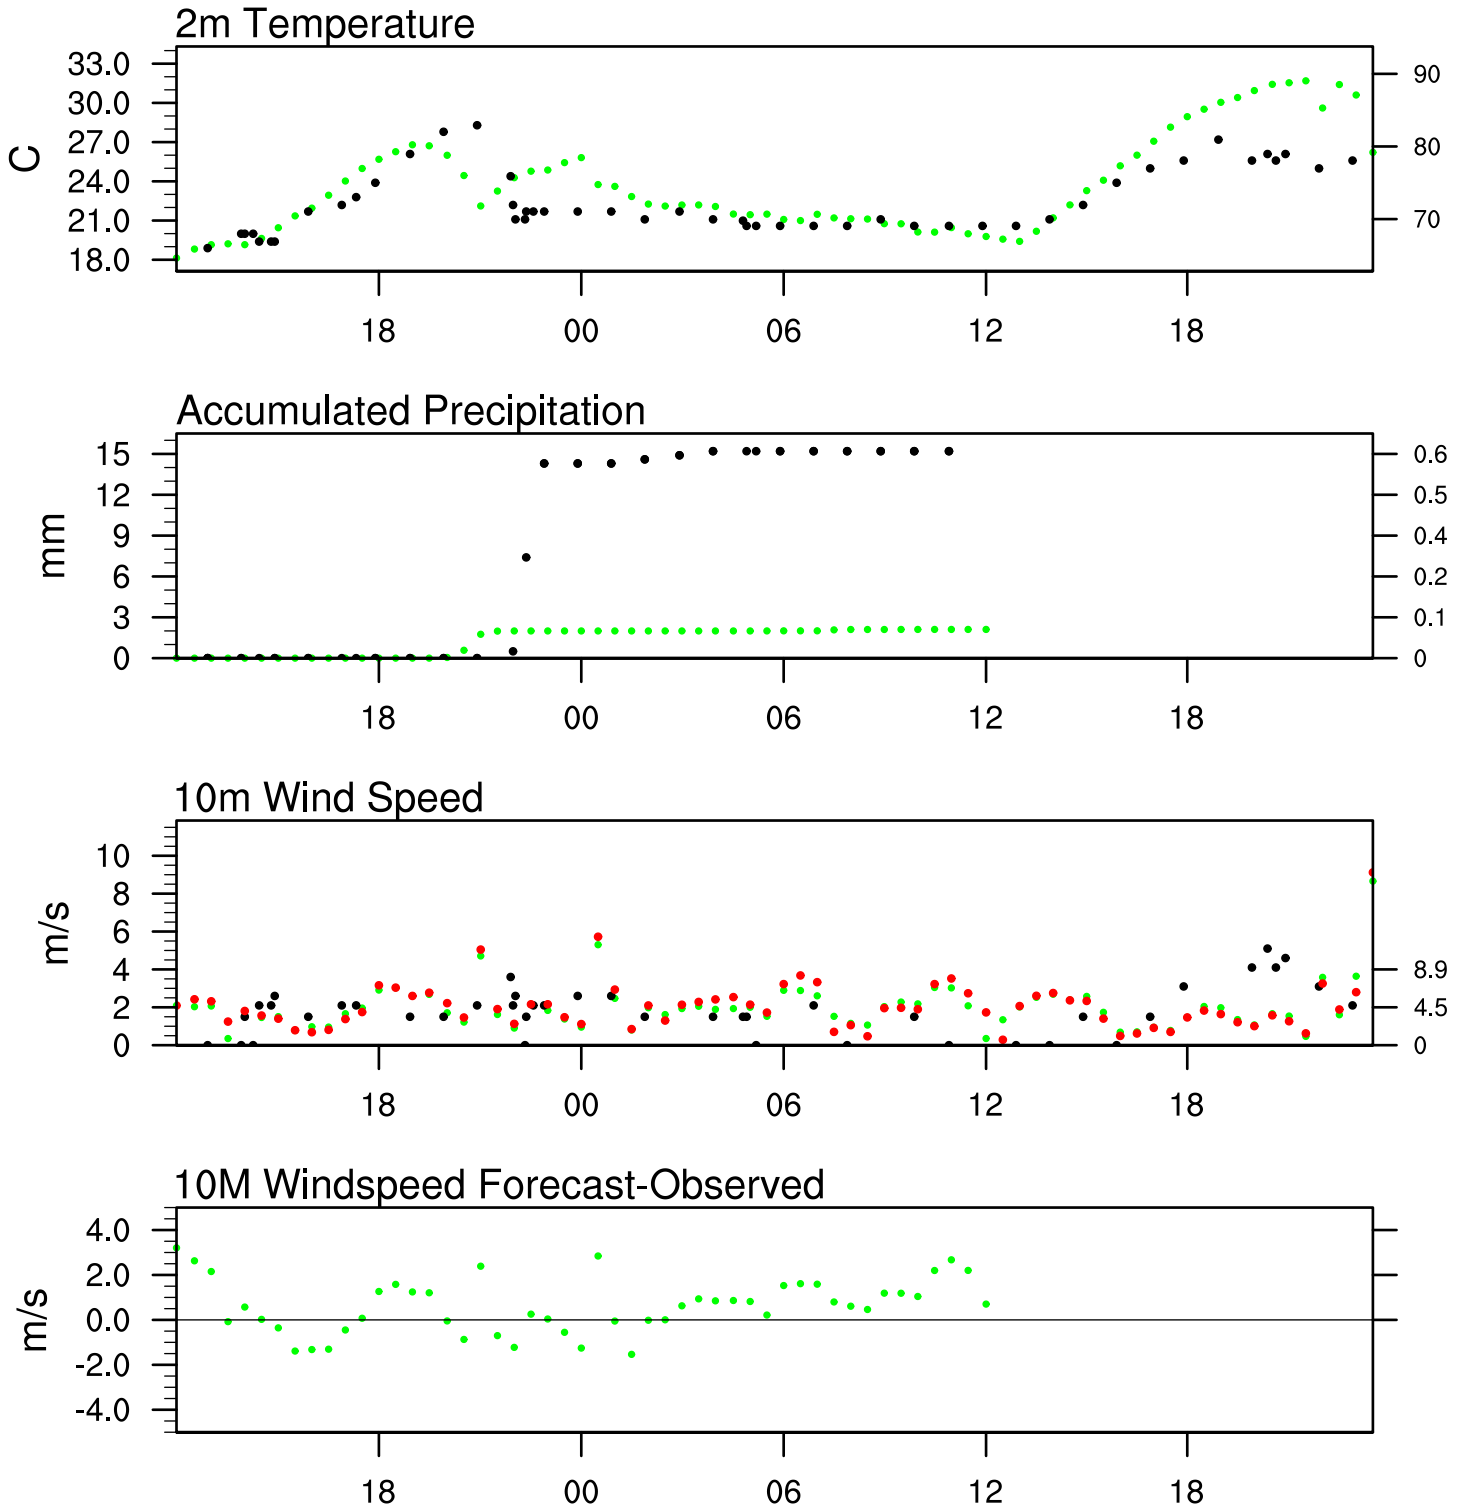 2m Temperature
33.0
30.0
27.0
24.0
21.0
18.0
C
90
80
70
18 00 06 12 18
Accumulated Precipitation
15
12
9
6
3
0
mm
0.6
0.5
0.4
0.2
0.1
0
18 00 06 12 18
10m Wind Speed
10
8
6
4
2
0
m/s
8.9
4.5
0
18 00 06 12 18
10M Windspeed Forecast-Observed
4.0
2.0
0.0
-2.0
-4.0
m/s
18 00 06 12 18